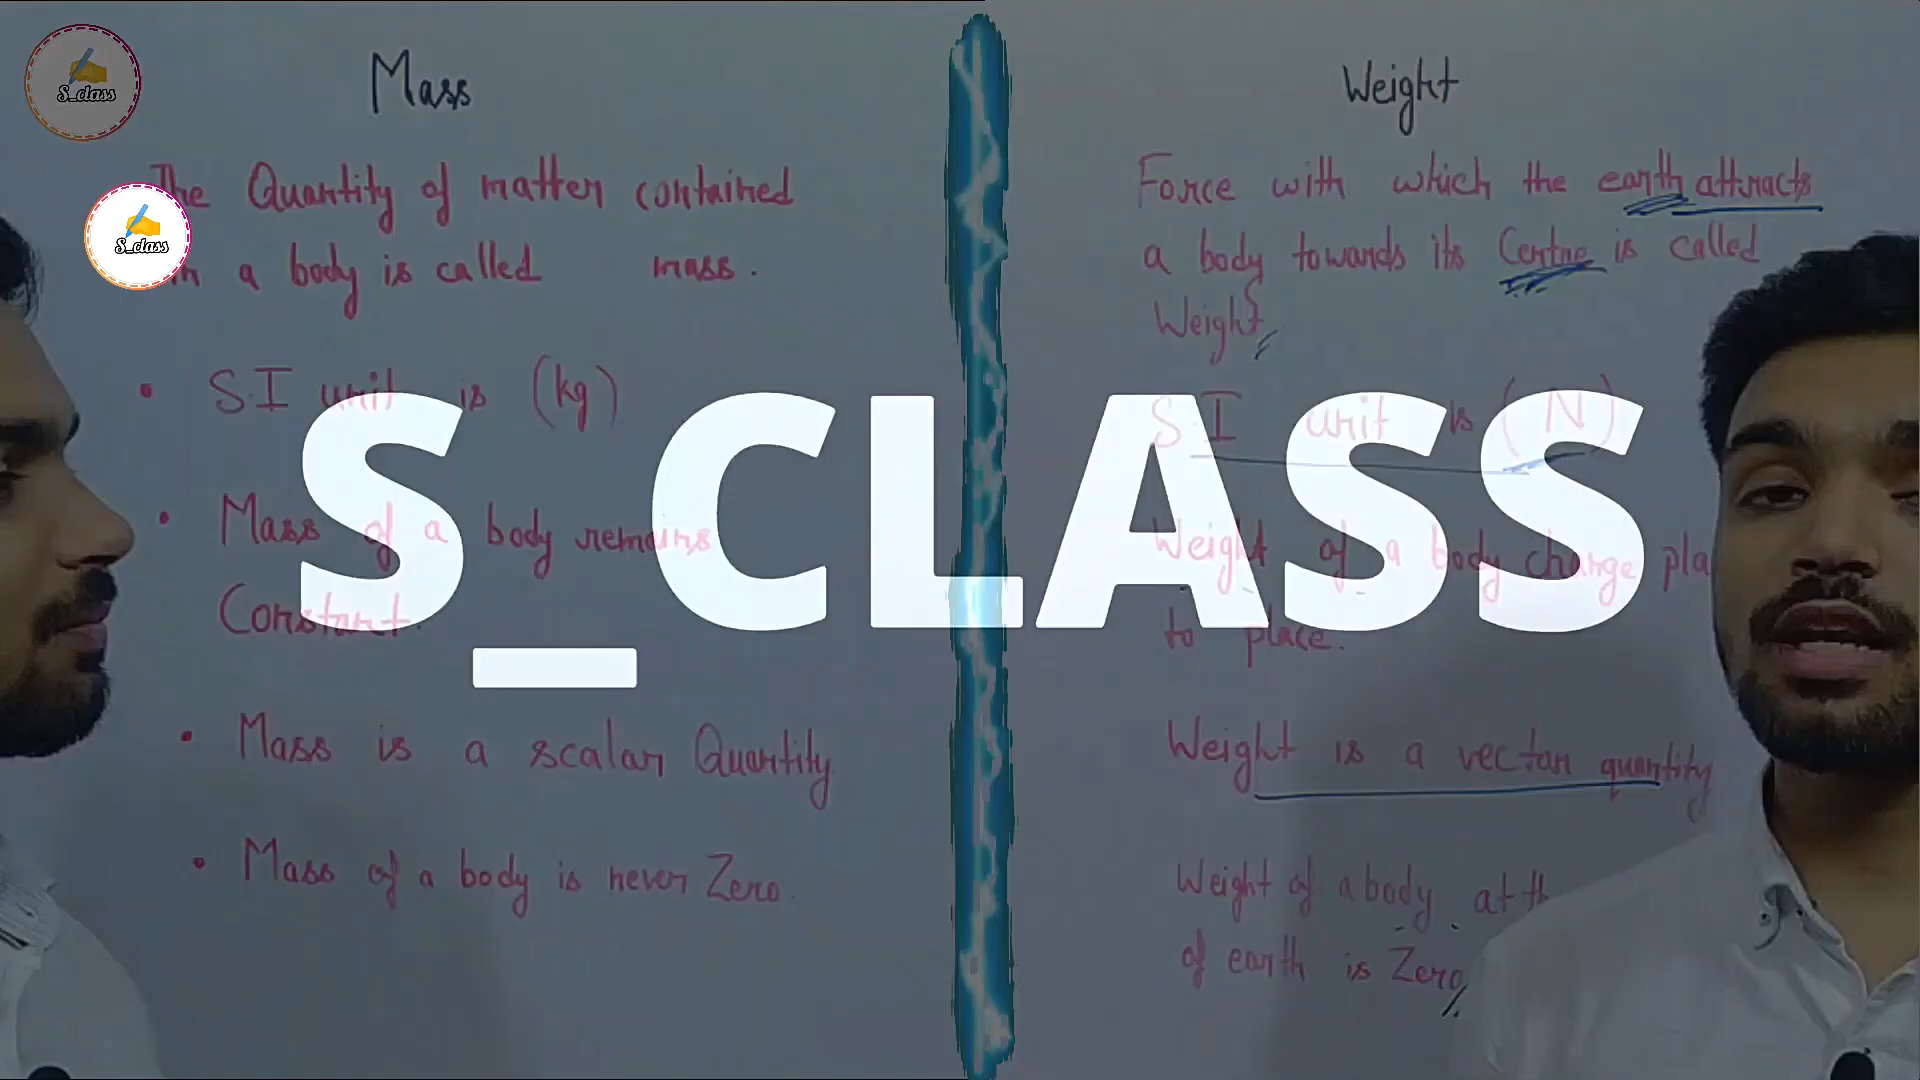 S_class
S_class
Mass
The Quantity of matter contained
in a body is called mass.
• S.I unit is (kg)
• Mass of a body remains
Constant.
• Mass is a scalar Quantity
• Mass of a body is never Zero.
Weight
Force with which the earth attracts
a body towards its Centre is called
Weight
S.I unit is (N)
Weight of a body change pla
to place.
Weight is a vector quantity
Weight of a body at th
of earth is Zero
S_CLASS